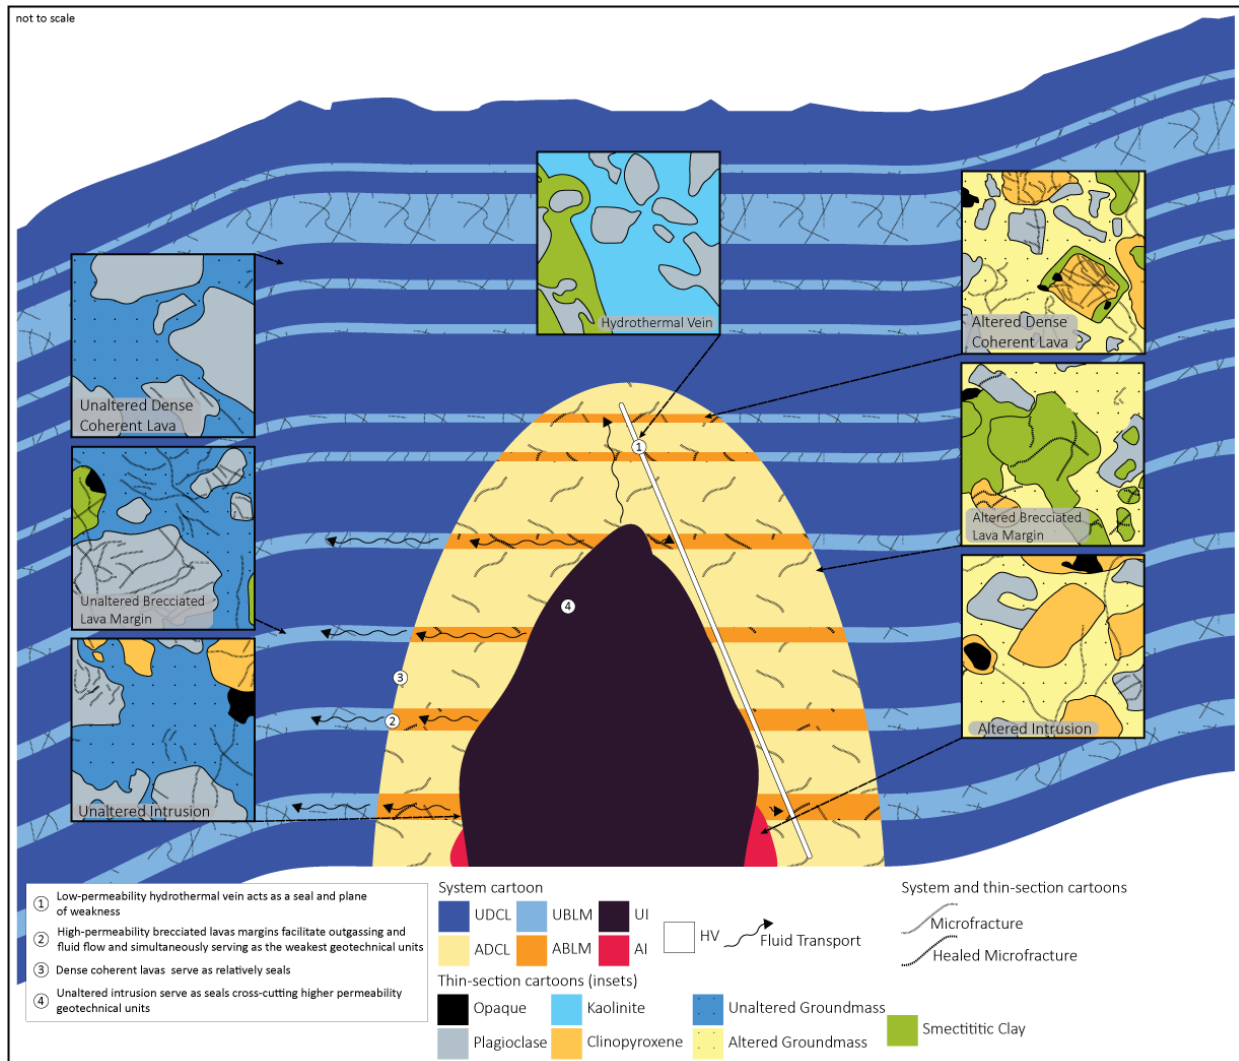 not to scale
Hydrothermal Vein
Unaltered Dense
Coherent Lava
Altered Dense
Coherent Lava
1
Unaltered Brecciated
Lava Margin
Altered Brecciated
Lava Margin
4
3
2
Unaltered Intrusion
Altered Intrusion
1 Low-permeability hydrothermal vein acts as a seal and plane
of weakness
2 High-permeability brecciated lavas margins facilitate outgassing and
fluid flow and simultaneously serving as the weakest geotechnical units
3 Dense coherent lavas serve as relatively seals
4 Unaltered intrusion serve as seals cross-cutting higher permeability
geotechnical units
System cartoon
UDCL UBLM UI
HV Fluid Transport
ADCL ABLM AI
Thin-section cartoons (insets)
Opaque Kaolinite Unaltered Groundmass
Plagioclase Clinopyroxene Altered Groundmass
Smectititic Clay
System and thin-section cartoons
Microfracture
Healed Microfracture